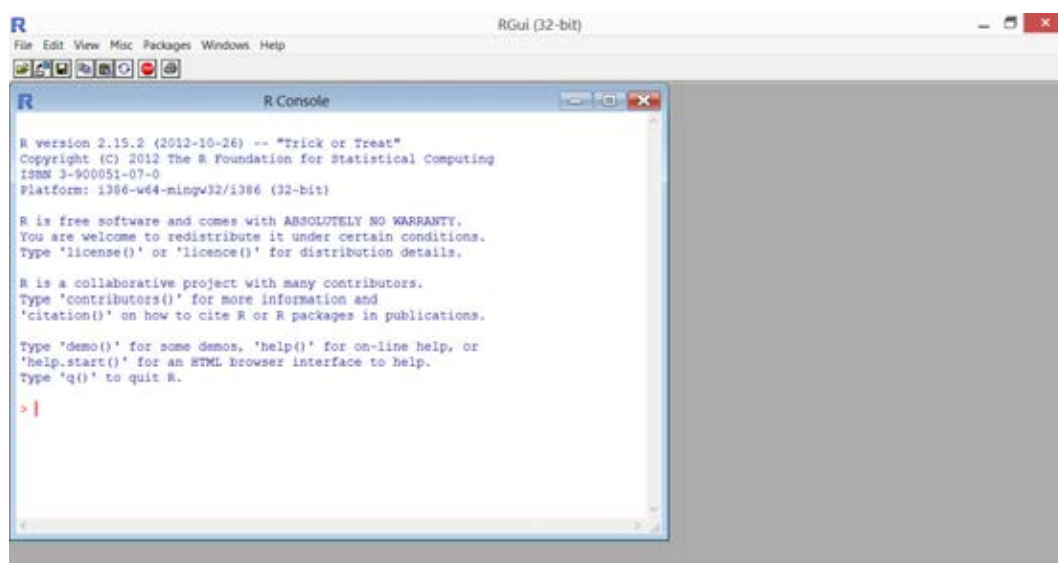 R
RGui (32-bit)
File Edit View Misc Packages Windows Help
R
R Console
R version 2.15.2 (2012-10-26) -- "Trick or Treat"
Copyright (C) 2012 The R Foundation for Statistical Computing
ISBN 3-900051-07-0
Platform: i386-w64-mingw32/i386 (32-bit)
R is free software and comes with ABSOLUTELY NO WARRANTY.
You are welcome to redistribute it under certain conditions.
Type 'license()' or 'licence()' for distribution details.
R is a collaborative project with many contributors.
Type 'contributors()' for more information and
'citation()' on how to cite R or R packages in publications.
Type 'demo()' for some demos, 'help()' for on-line help, or
'help.start()' for an HTML browser interface to help.
Type 'q()' to quit R.
>